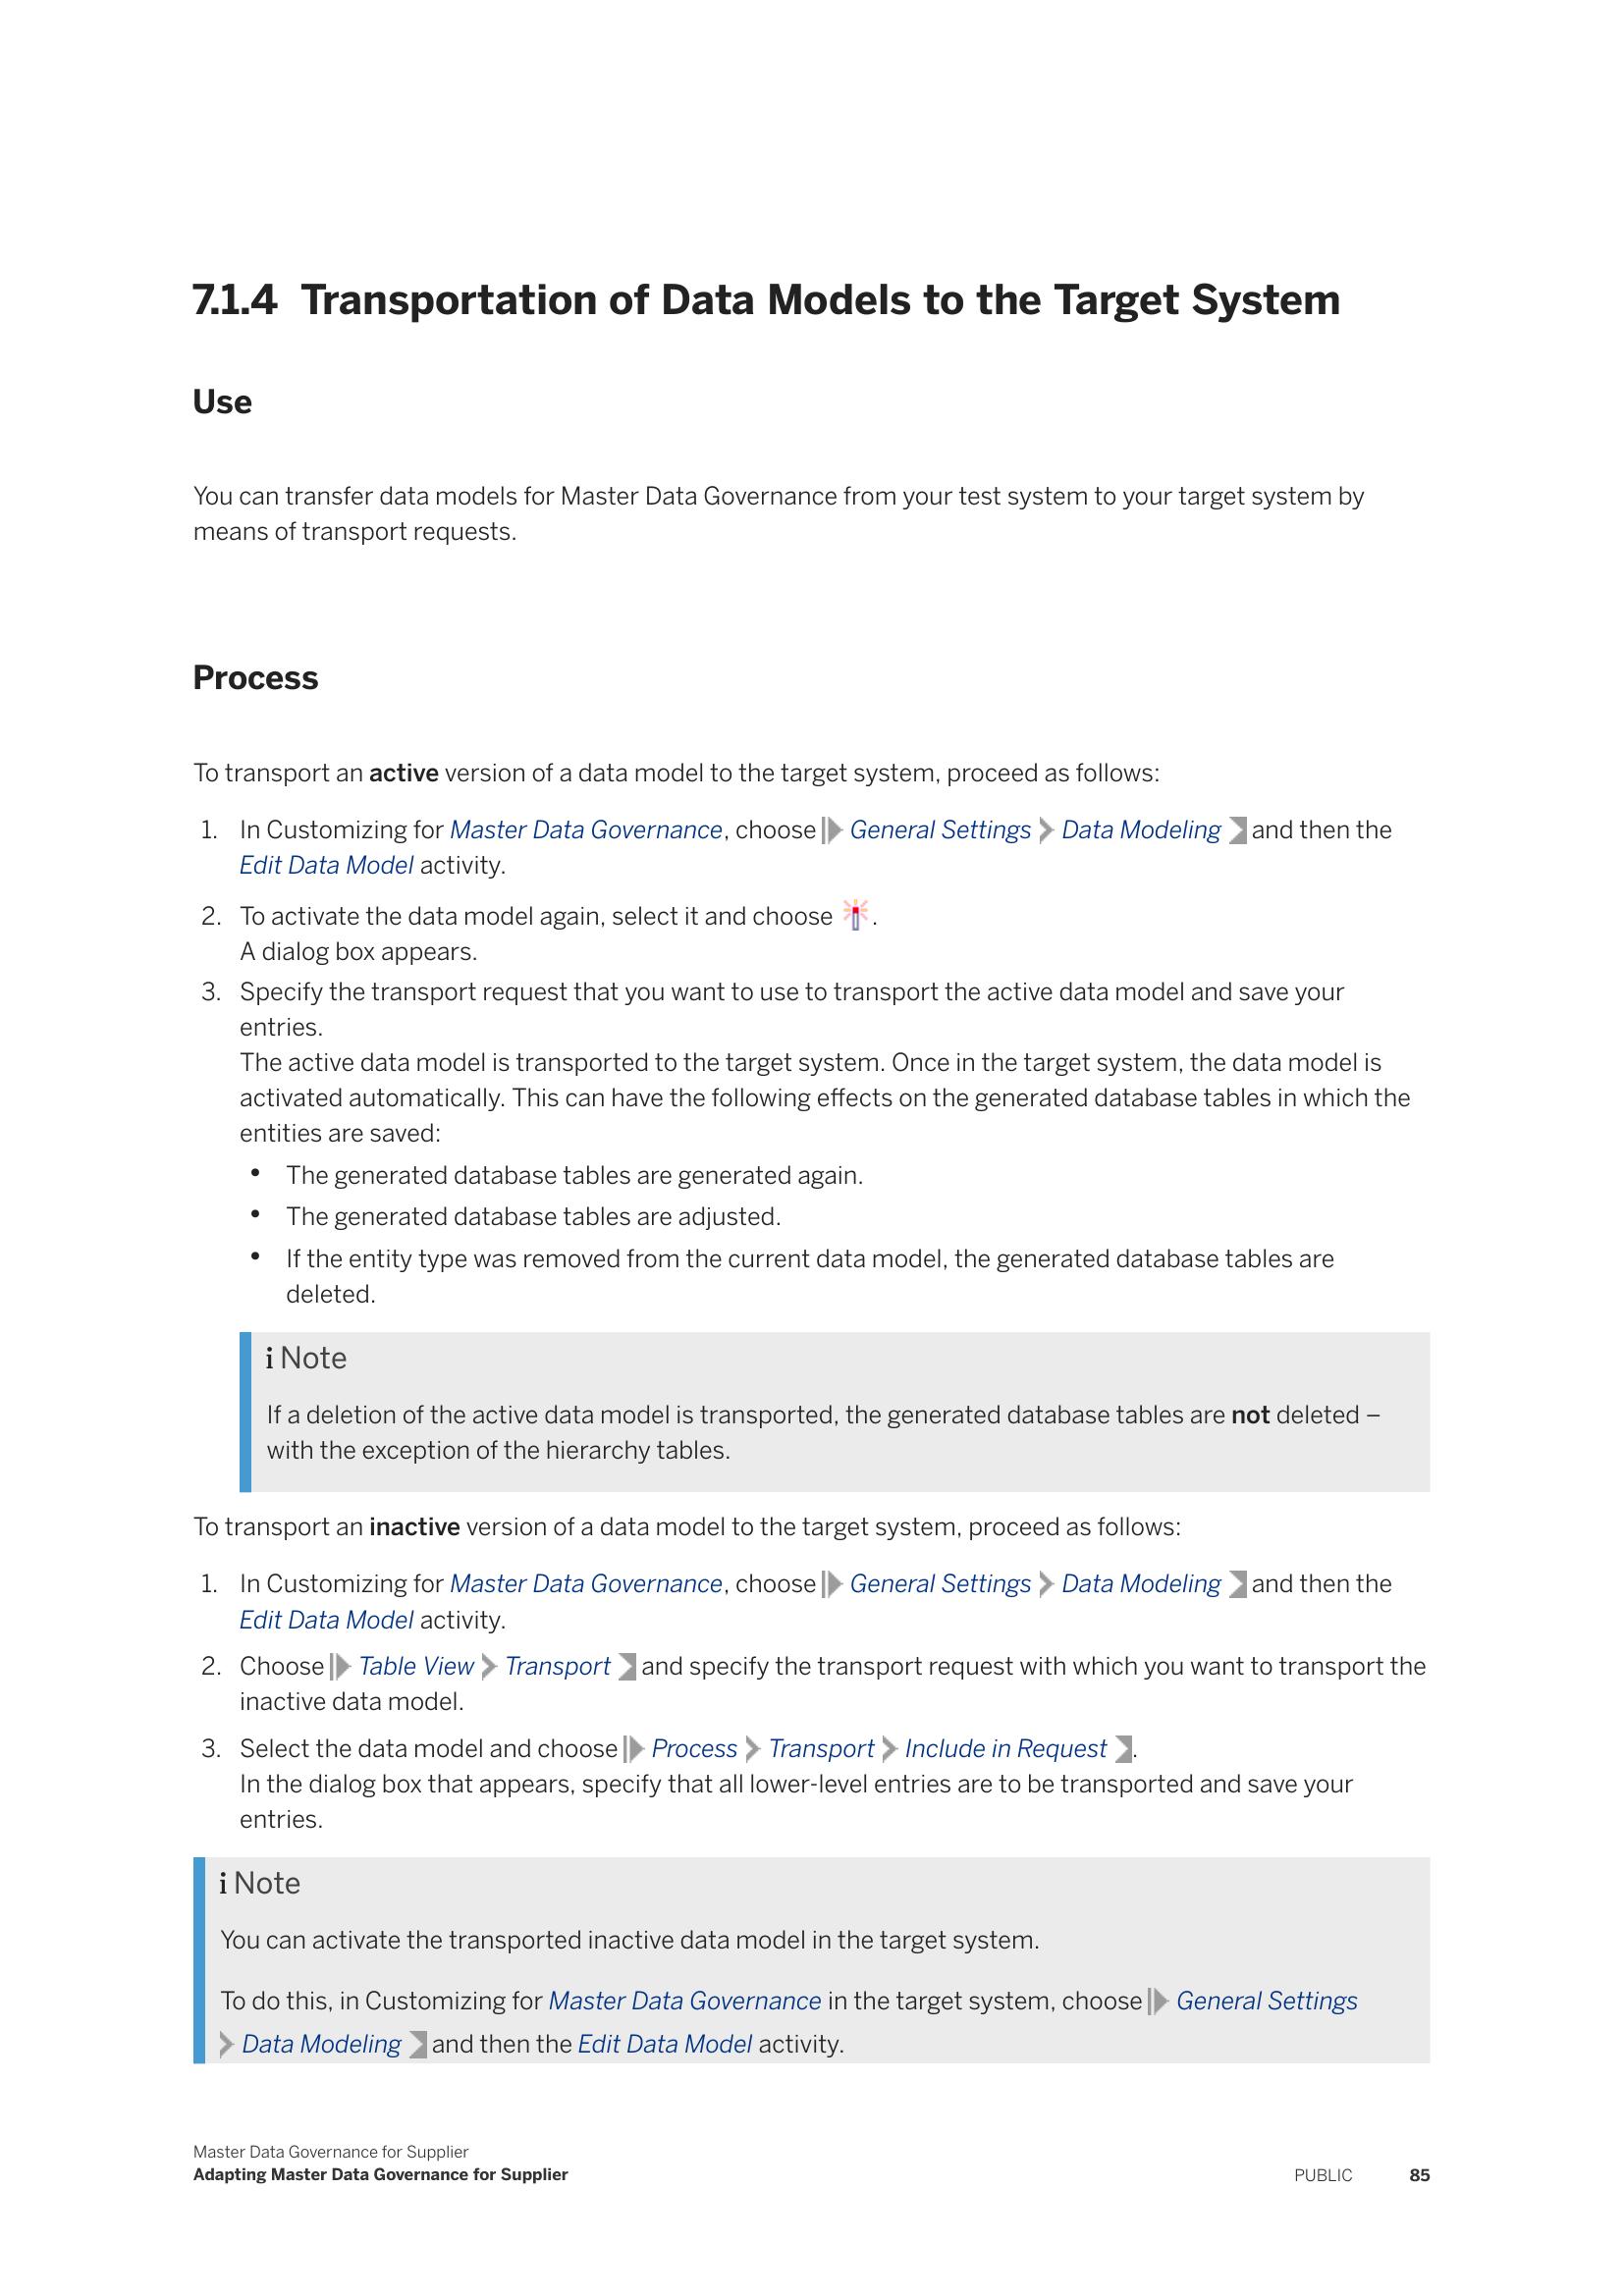 7.1.4 Transportation of Data Models to the Target System
Use
You can transfer data models for Master Data Governance from your test system to your target system by
means of transport requests.
Process
To transport an active version of a data model to the target system, proceed as follows:
1. In Customizing for Master Data Governance, choose General Settings Data Modeling and then the
Edit Data Model activity.
2. To activate the data model again, select it and choose .
A dialog box appears.
3. Specify the transport request that you want to use to transport the active data model and save your
entries.
The active data model is transported to the target system. Once in the target system, the data model is
activated automatically. This can have the following effects on the generated database tables in which the
entities are saved:
• The generated database tables are generated again.
• The generated database tables are adjusted.
• If the entity type was removed from the current data model, the generated database tables are
deleted.
i Note
If a deletion of the active data model is transported, the generated database tables are not deleted –
with the exception of the hierarchy tables.
To transport an inactive version of a data model to the target system, proceed as follows:
1. In Customizing for Master Data Governance, choose General Settings Data Modeling and then the
Edit Data Model activity.
2. Choose Table View Transport and specify the transport request with which you want to transport the
inactive data model.
3. Select the data model and choose Process Transport Include in Request .
In the dialog box that appears, specify that all lower-level entries are to be transported and save your
entries.
i Note
You can activate the transported inactive data model in the target system.
To do this, in Customizing for Master Data Governance in the target system, choose General Settings
Data Modeling and then the Edit Data Model activity.
Master Data Governance for Supplier
Adapting Master Data Governance for Supplier
PUBLIC 85